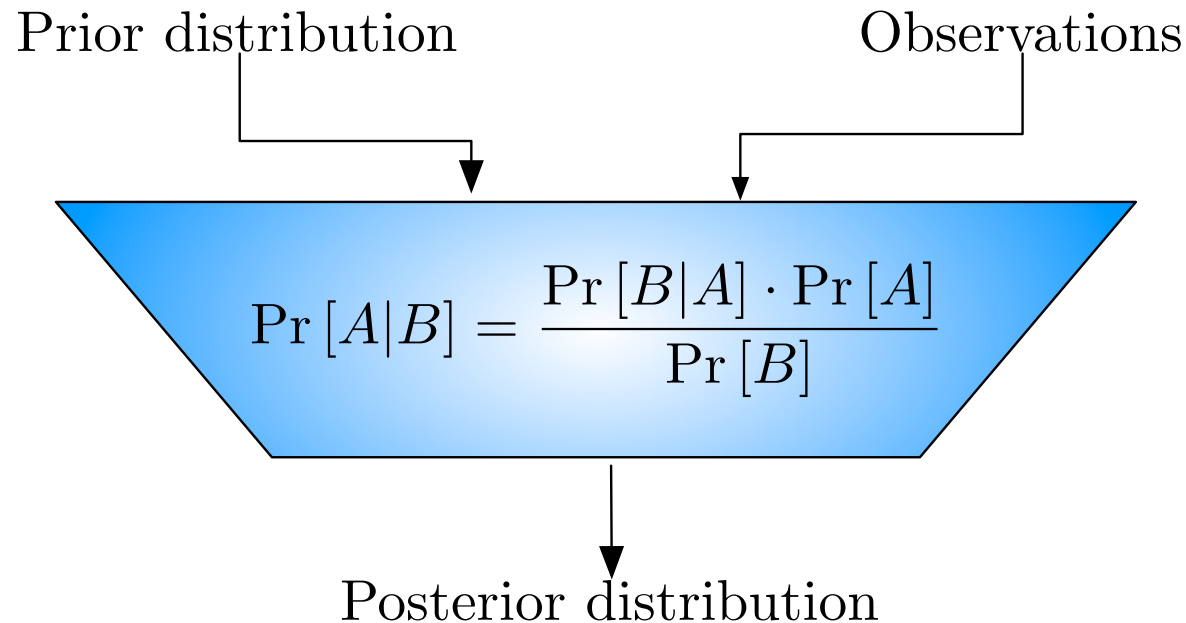 Prior distribution
Observations
Pr [A|B] = Pr [B|A] · Pr [A] / Pr [B]
Posterior distribution